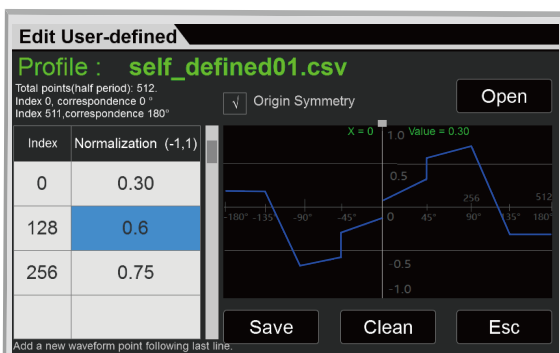 Edit User-defined
Profile : self_defined01.csv
Total points(half period): 512.
Index 0, correspondence 0 °
Index 511,correspondence 180°
√ Origin Symmetry
Open
Index Normalization (-1,1)
0 0.30
128 0.6
256 0.75
X = 0 1.0 Value = 0.30
0.5
256 512
-180° -135° -90° -45° 0 45° 90° 135° 180°
-0.5
-1.0
Save Clean Esc
Add a new waveform point following last line.